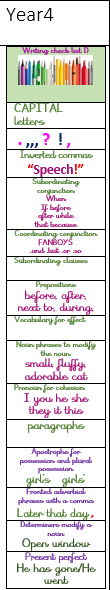 Year4
Writing check list D
CAPITAL
letters
. ,,, ? ! ,
Inverted commas
“Speech!”
Subordinating
conjunction
When
If before
after while
that because
Coordinating conjunction
FANBOYS
and but or so
Subordinating clauses
Prepositions
before, after,
next to, during,
Vocabulary for effect
Noun phrases to modify
the noun
small, fluffy,
adorable cat
Pronoun for cohesion
I you he she
they it this
paragraphs
Apostrophe for
possession and plural
possession
girl's girls'
Fronted adverbial
phrases with a comma
Later that day,
Determiners modify a
noun
Open window
Present perfect
He has gone/He
went